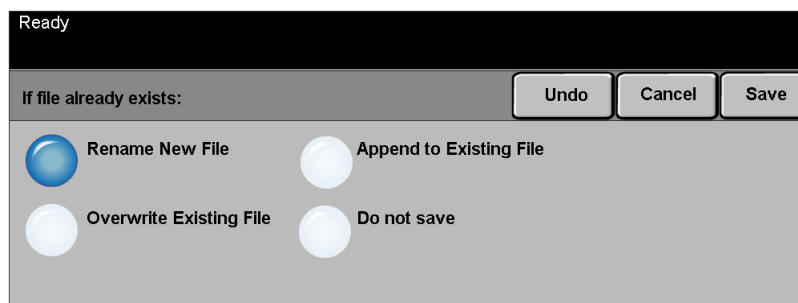 Ready
If file already exists:
Undo
Cancel
Save
Rename New File
Append to Existing File
Overwrite Existing File
Do not save